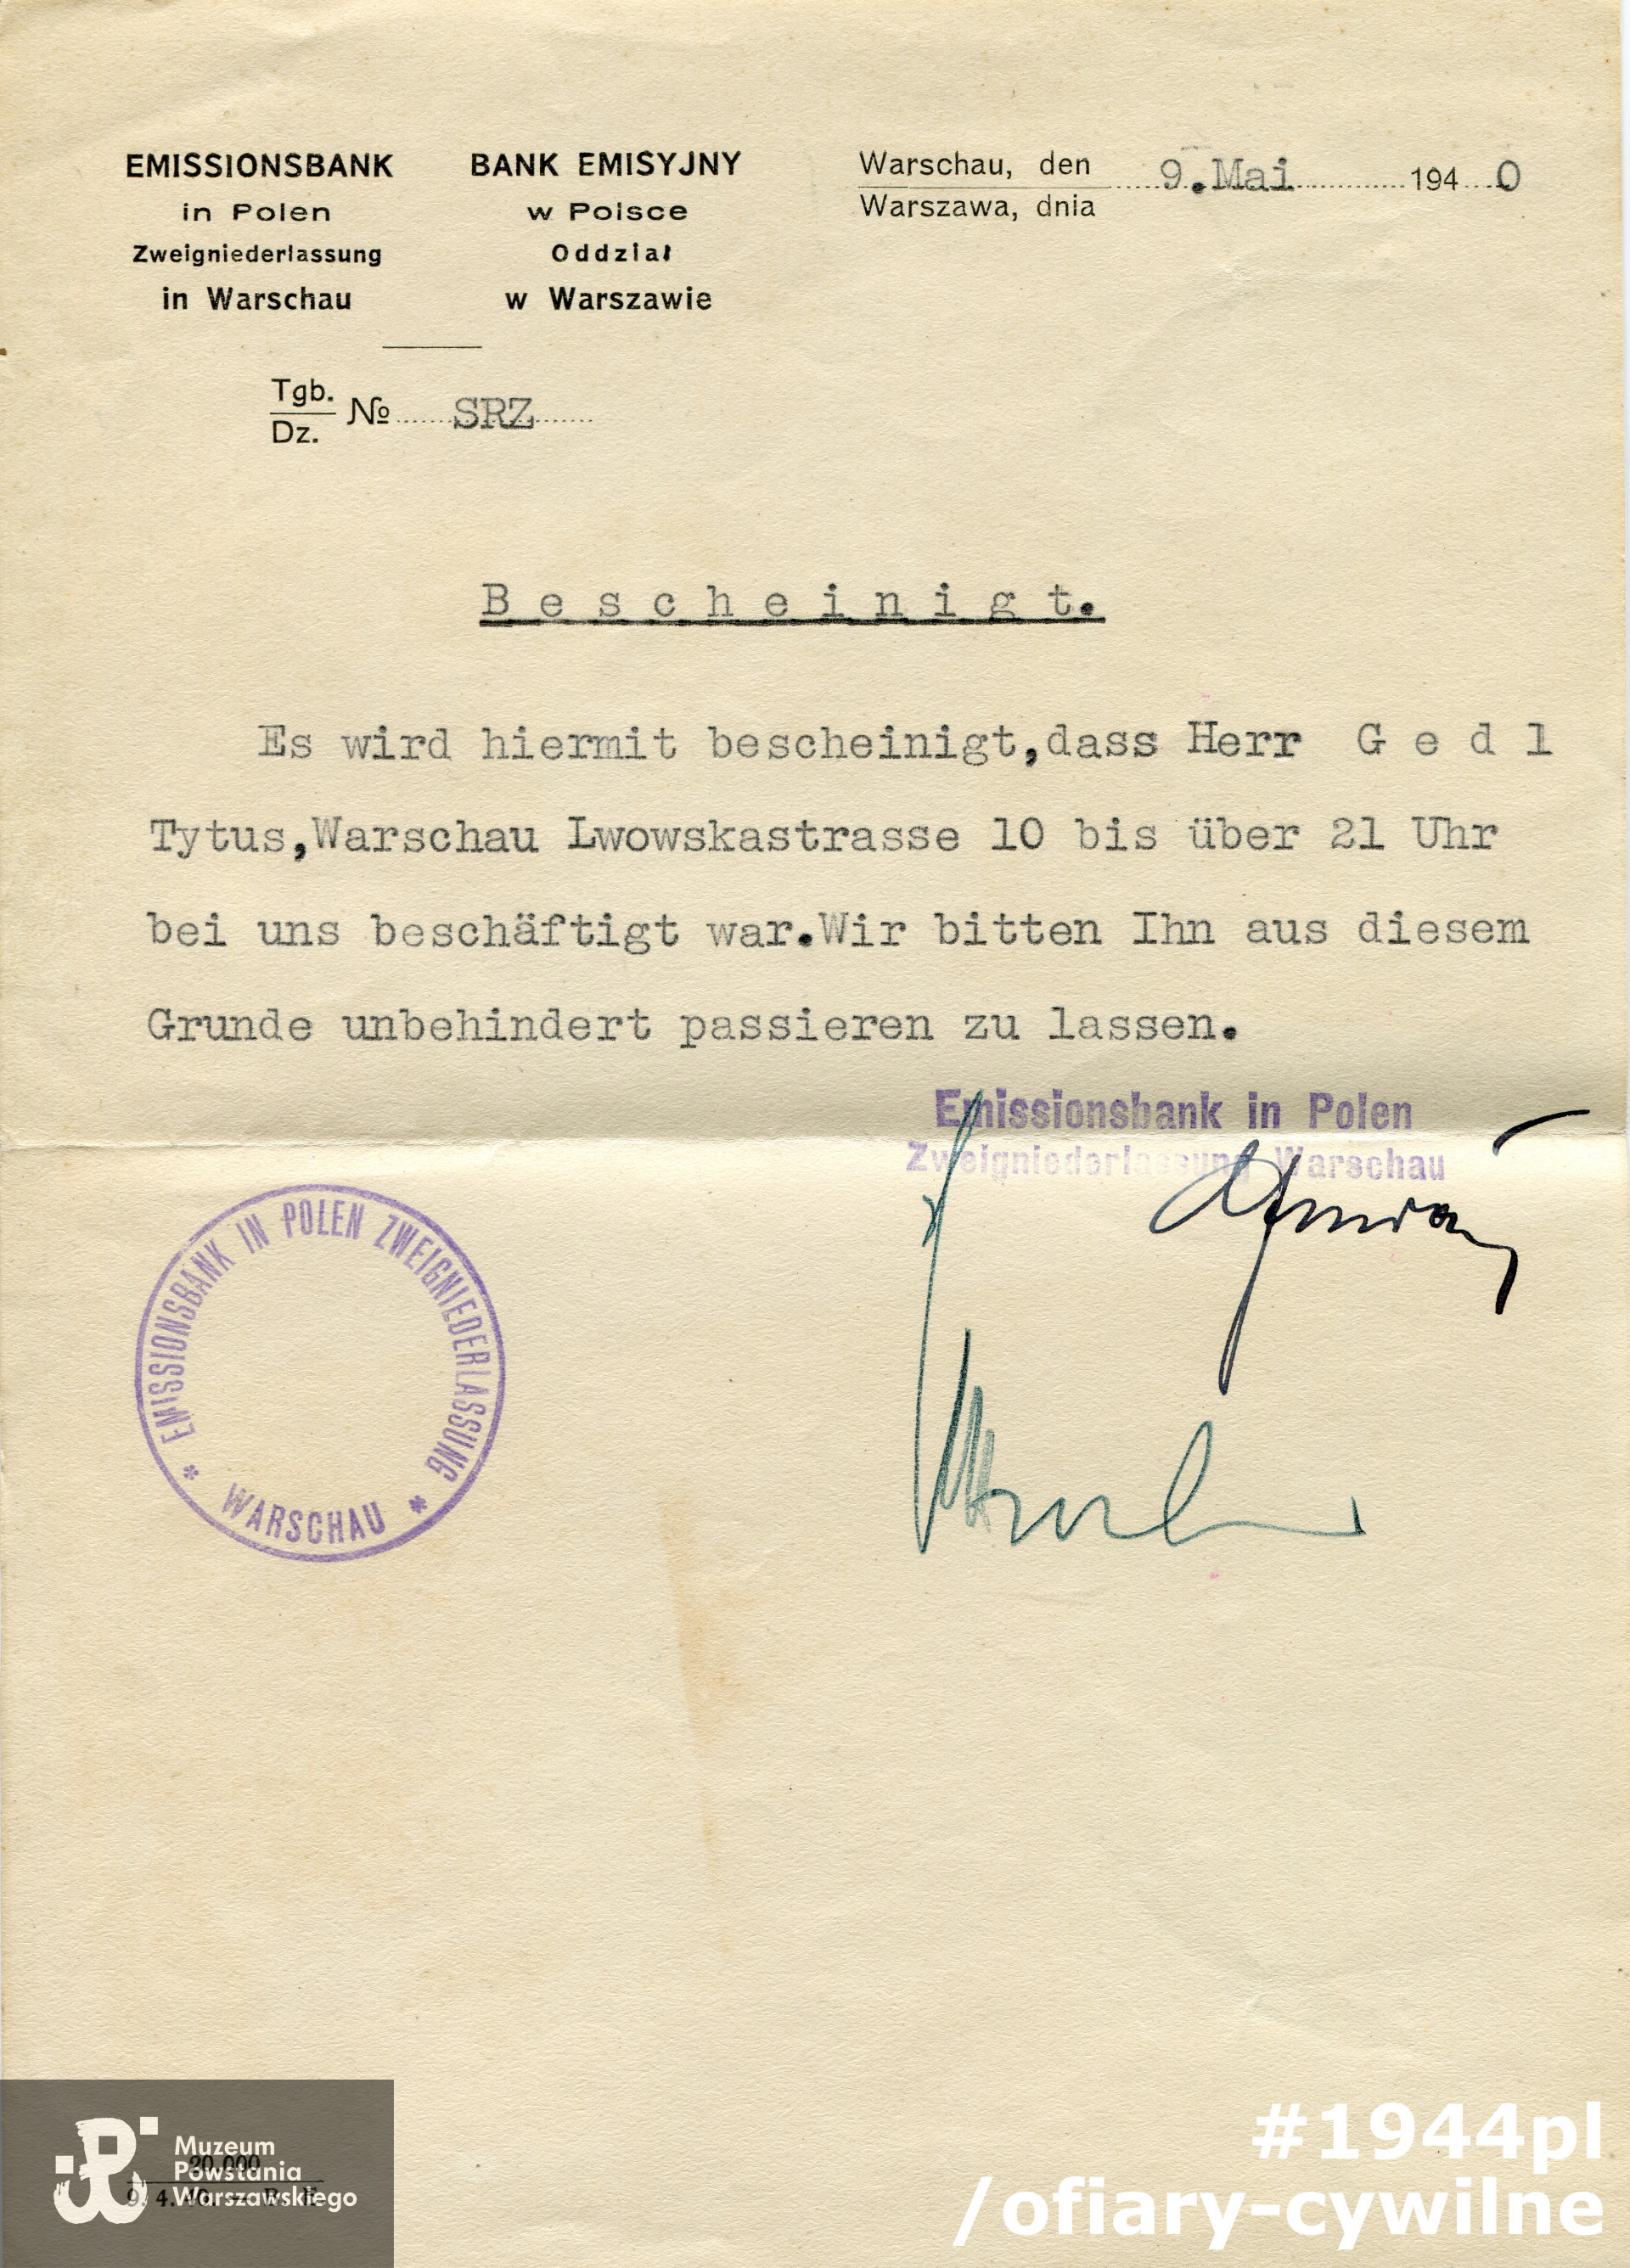 EMISSIONSBANK
in Polen
Zweigniederlassung
in Warschau
BANK EMISYJNY
w Polsce
Oddział
w Warszawie
Warschau, den
Warszawa, dnia
9.Mai 1940
Tgb.
Dz.
№ SRZ
Bescheinigt.
Es wird hiermit bescheinigt,dass Herr G e d l
Tytus,Warschau Lwowskastrasse 10 bis über 21 Uhr
bei uns beschäftigt war.Wir bitten Ihn aus diesem
Grunde unbehindert passieren zu lassen.
Emissionsbank in Polen
Zweigniederlassung Warschau
EMISSIONSBANK IN POLEN ZWEIGNIEDERLASSUNG
* WARSCHAU *
20.000
Muzeum
Powstania
Warszawskiego
#1944pl
/ofiary-cywilne